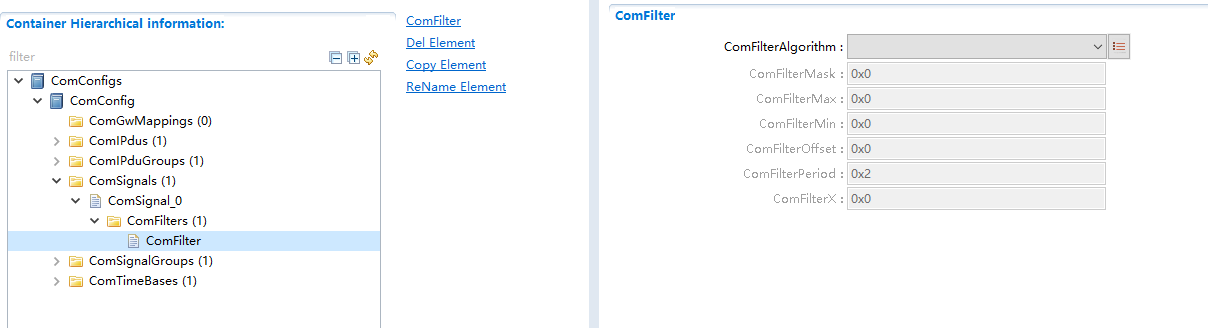 Container Hierarchical information:
filter
ComConfigs
ComConfig
ComGwMappings (0)
ComIPdus (1)
ComIPduGroups (1)
ComSignals (1)
ComSignal_0
ComFilters (1)
ComFilter
ComSignalGroups (1)
ComTimeBases (1)
ComFilter
Del Element
Copy Element
ReName Element
ComFilter
ComFilterAlgorithm :
ComFilterMask : 0x0
ComFilterMax : 0x0
ComFilterMin : 0x0
ComFilterOffset : 0x0
ComFilterPeriod : 0x2
ComFilterX : 0x0